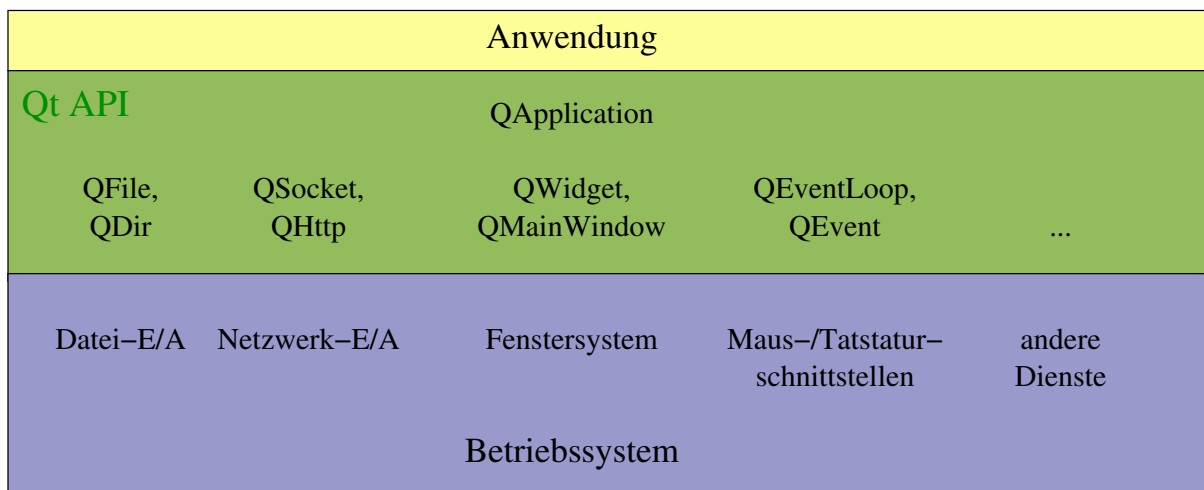 Anwendung
Qt API
QApplication
QFile,
QDir
QSocket,
QHttp
QWidget,
QMainWindow
QEventLoop,
QEvent
...
Datei−E/A
Netzwerk−E/A
Fenstersystem
Maus−/Tatstatur−
schnittstellen
andere
Dienste
Betriebssystem